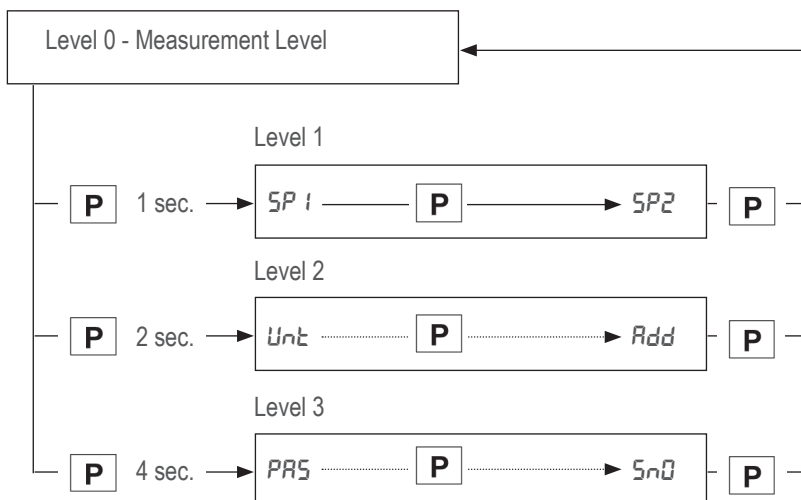 Level 0 - Measurement Level
Level 1
P 1 sec. SP1 P SP2 P
Level 2
P 2 sec. Unt P Add P
Level 3
P 4 sec. PAS P Sn0 P